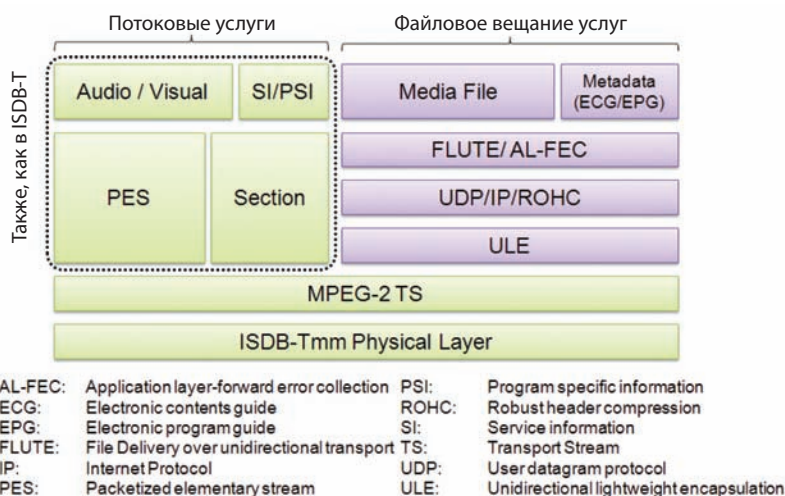 Потоковые услуги
Файловое вещание услуг
Также, как в ISDB-T
Audio / Visual
SI/PSI
Media File
Metadata
(ECG/EPG)
PES
Section
FLUTE/ AL-FEC
UDP/IP/ROHC
ULE
MPEG-2 TS
ISDB-Tmm Physical Layer
AL-FEC: Application layer-forward error collection PSI: Program specific information
ECG: Electronic contents guide ROHC: Robust header compression
EPG: Electronic program guide SI: Service information
FLUTE: File Delivery over unidirectional transport TS: Transport Stream
IP: Internet Protocol UDP: User datagram protocol
PES: Packetized elementary stream ULE: Unidirectional lightweight encapsulation